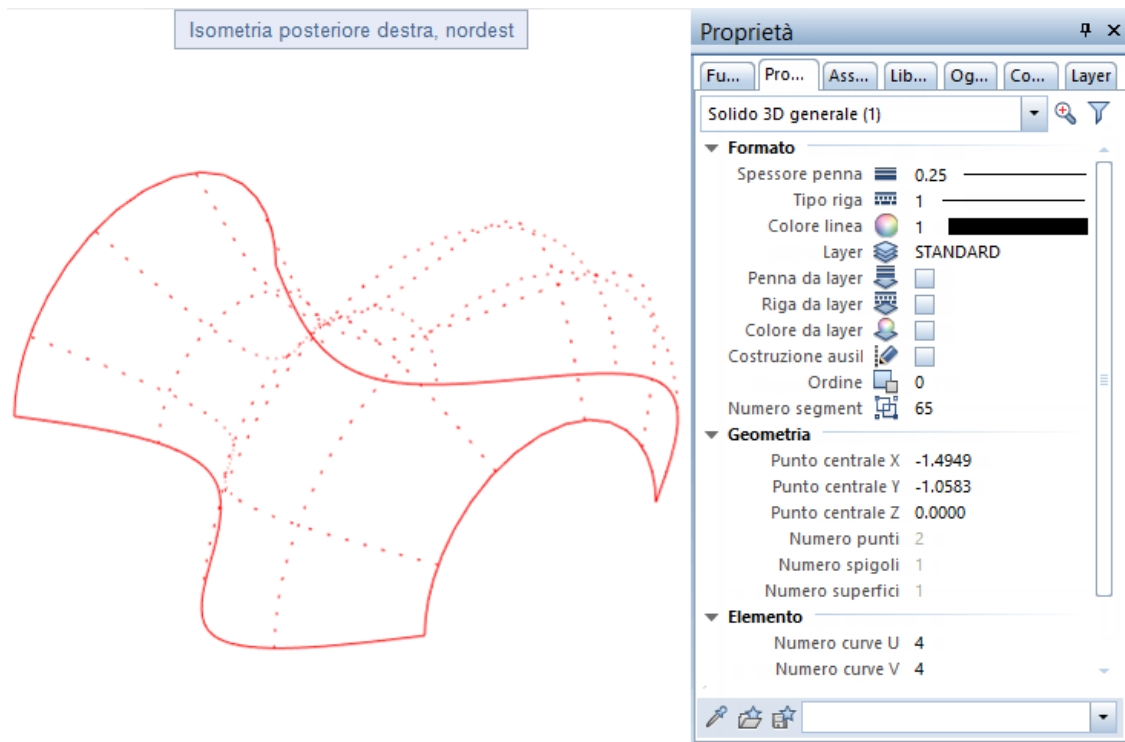 Isometria posteriore destra, nordest
Proprietà
Fu... Pro... Ass... Lib... Og... Co... Layer
Solido 3D generale (1)
Formato
Spessore penna 0.25
Tipo riga 1
Colore linea 1
Layer STANDARD
Penna da layer
Riga da layer
Colore da layer
Costruzione ausil
Ordine 0
Numero segment 65
Geometria
Punto centrale X -1.4949
Punto centrale Y -1.0583
Punto centrale Z 0.0000
Numero punti 2
Numero spigoli 1
Numero superfici 1
Elemento
Numero curve U 4
Numero curve V 4